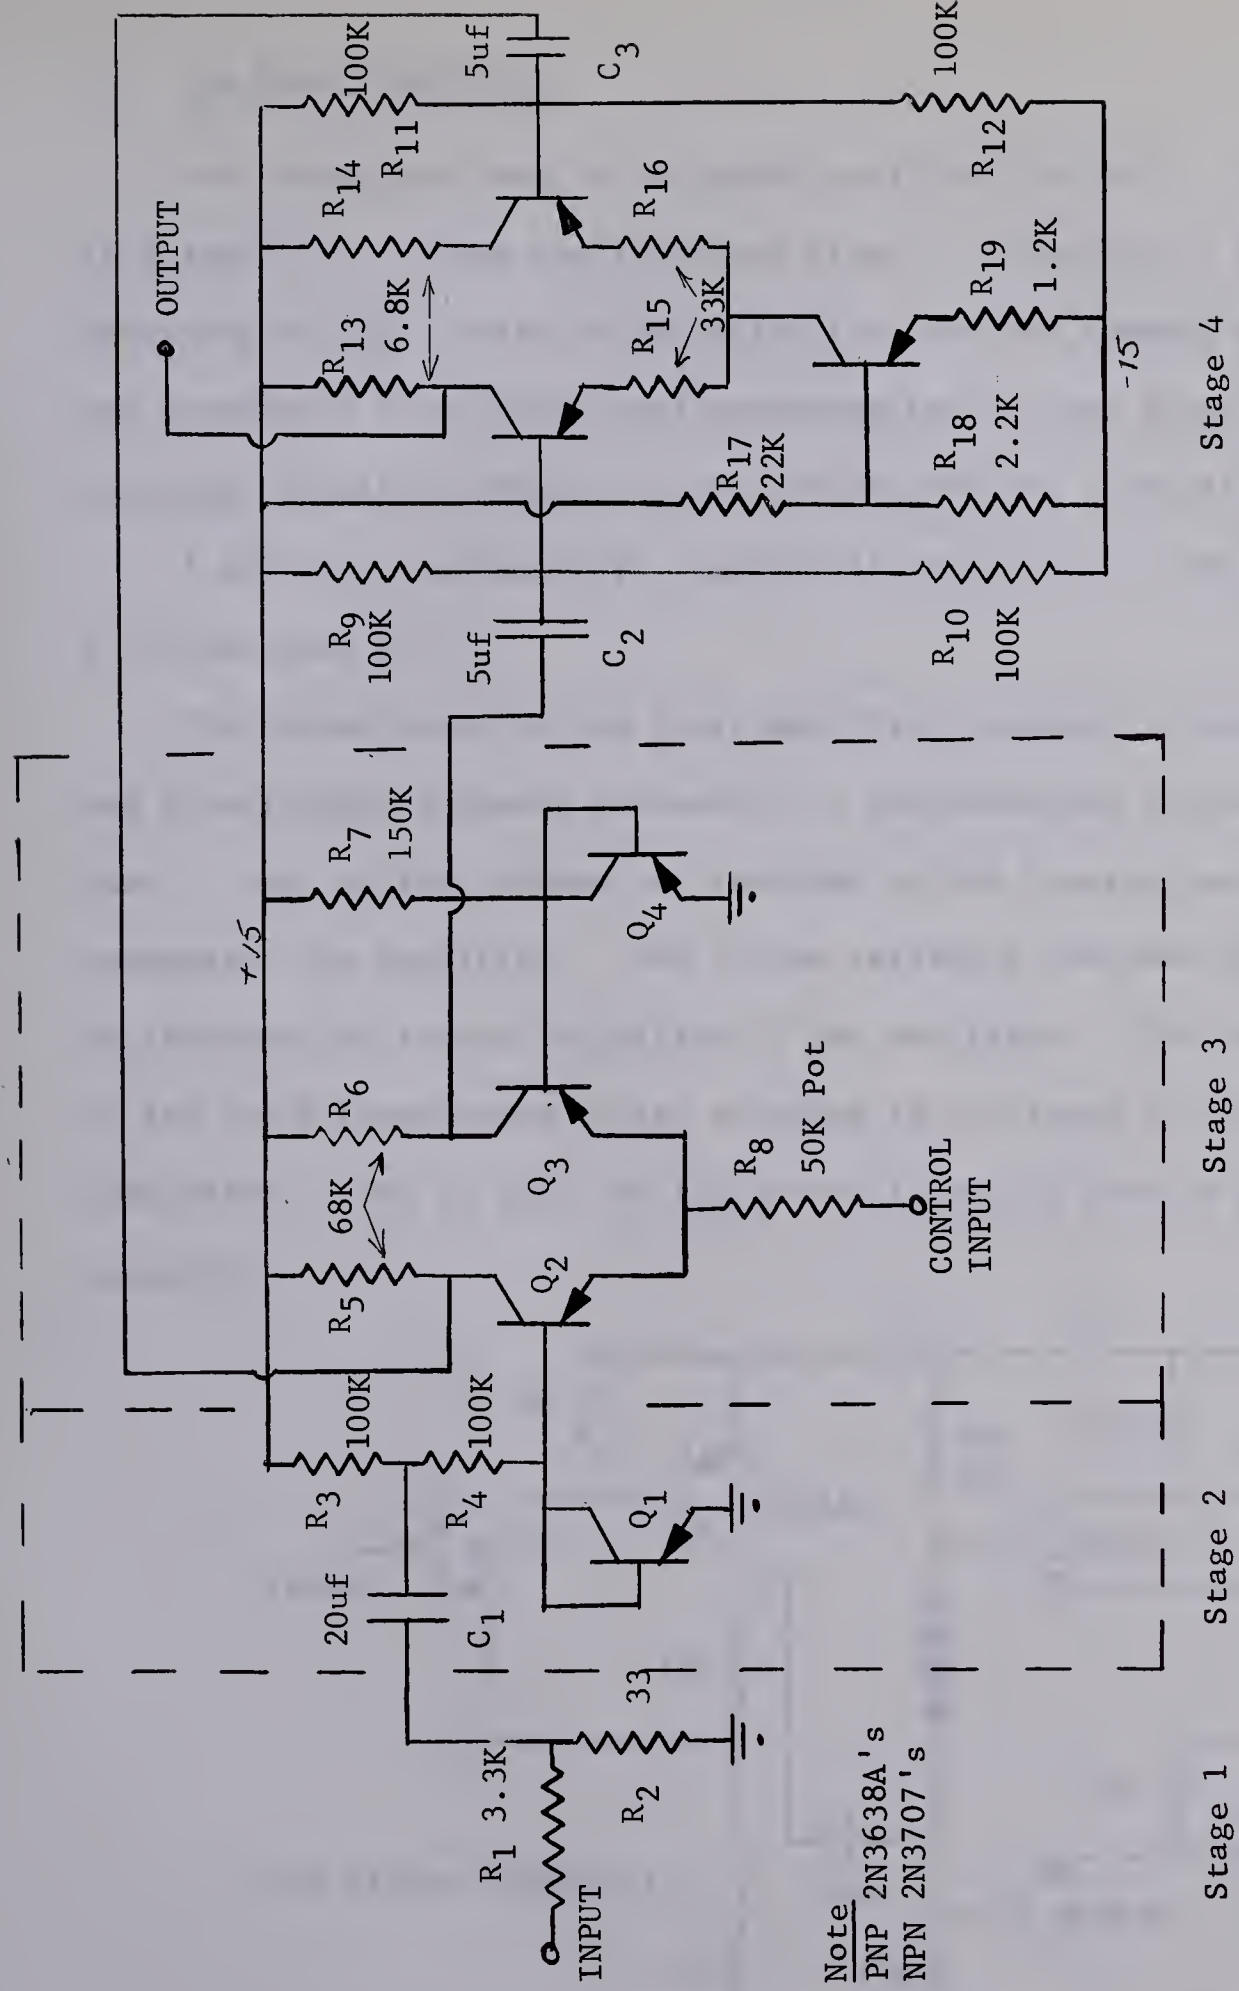 OUTPUT
+15
R3
100K
R4
100K
20uf
C1
Q1
R1 3.3K
INPUT
R2
33
R5
68K
R6
Q2
Q3
R8
50K Pot
CONTROL
INPUT
R7
150K
Q4
R9
100K
5uf
C2
R10
100K
R13
6.8K
R14
R11
100K
5uf
C3
R15
33K
R16
R17
22K
R18
2.2K
R19
1.2K
R12
100K
-15
Note
PNP 2N3638A's
NPN 2N3707's
Stage 1
Stage 2
Stage 3
Stage 4